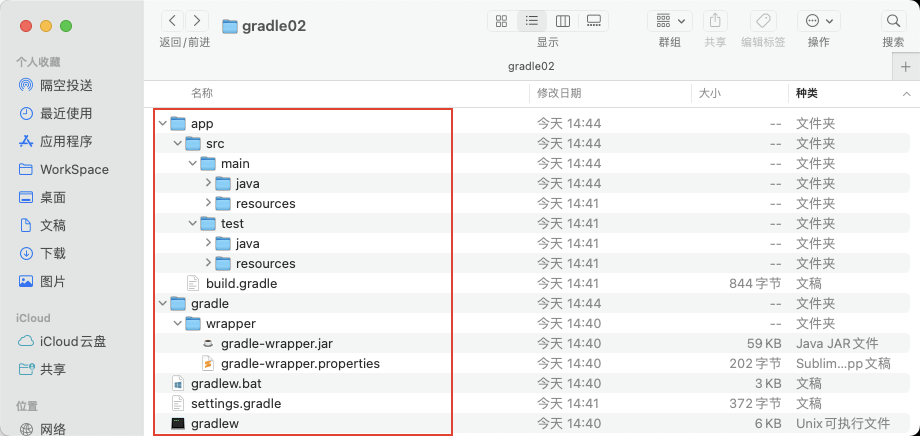 gradle02
返回/前进
显示
群组
共享
编辑标签
操作
搜索
gradle02
个人收藏
隔空投送
最近使用
应用程序
WorkSpace
桌面
文稿
下载
图片
iCloud
iCloud云盘
共享
位置
网络
名称 修改日期 大小 种类
app 今天 14:44 -- 文件夹
src 今天 14:44 -- 文件夹
main 今天 14:44 -- 文件夹
java 今天 14:44 -- 文件夹
resources 今天 14:41 -- 文件夹
test 今天 14:41 -- 文件夹
java 今天 14:41 -- 文件夹
resources 今天 14:41 -- 文件夹
build.gradle 今天 14:41 844 字节 文稿
gradle 今天 14:44 -- 文件夹
wrapper 今天 14:40 -- 文件夹
gradle-wrapper.jar 今天 14:40 59 KB Java JAR 文件
gradle-wrapper.properties 今天 14:40 202 字节 Sublim...pp 文稿
gradlew.bat 今天 14:40 3 KB 文稿
settings.gradle 今天 14:41 372 字节 文稿
gradlew 今天 14:40 6 KB Unix 可执行文件